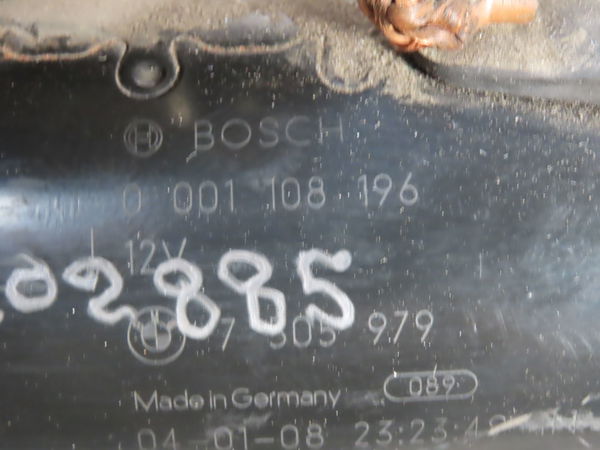 BOSCH
0 001 108 196
12V
02885
7 505 979
Made in Germany 089
04-01-08 23:23:4